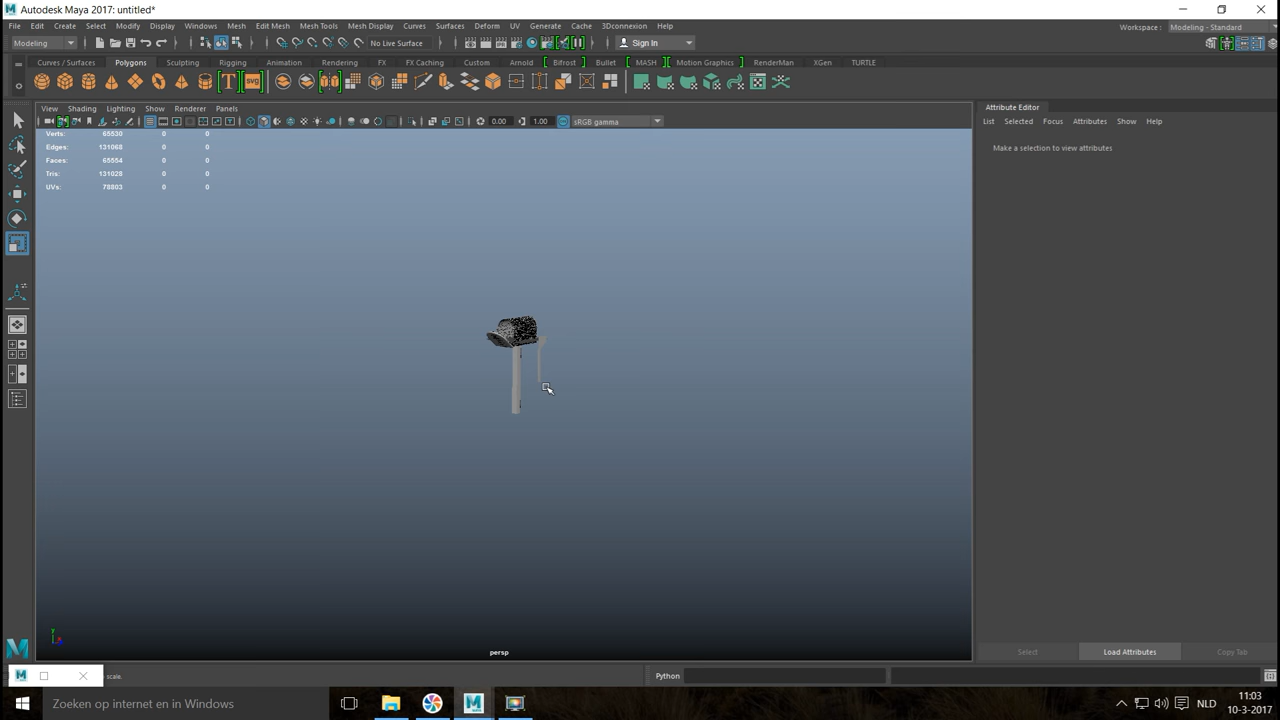 Autodesk Maya 2017: untitled*
File Edit Create Select Modify Display Windows Mesh Edit Mesh Mesh Tools Mesh Display Curves Surfaces Deform UV Generate Cache 3Dconnexion Help
Workspace: Modeling - Standard
Modeling No Live Surface Sign In
Curves / Surfaces Polygons Sculpting Rigging Animation Rendering FX FX Caching Custom Arnold Bifrost Bullet MASH Motion Graphics RenderMan XGen TURTLE
T SVG
View Shading Lighting Show Renderer Panels
Attribute Editor
0.00 1.00 sRGB gamma
List Selected Focus Attributes Show Help
Verts: 65530 0 0
Edges: 131068 0 0
Make a selection to view attributes
Faces: 65554 0 0
Tris: 131028 0 0
UVs: 78803 0 0
persp
Select Load Attributes Copy Tab
scale.
Python
Zoeken op internet en in Windows
NLD
11:03
10-3-2017